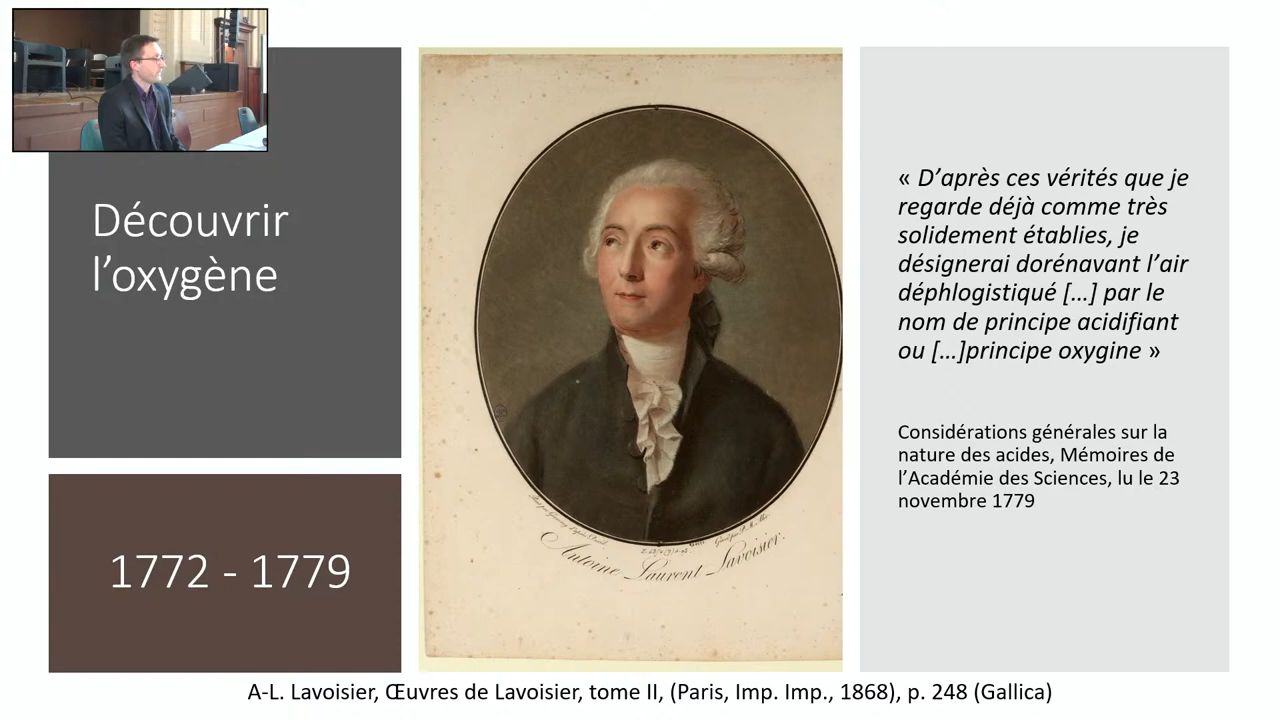 Découvrir
l’oxygène
1772 - 1779
Antoine Laurent Lavoisier.
« D’après ces vérités que je
regarde déjà comme très
solidement établies, je
désignerai dorénavant l’air
déphlogistiqué [...] par le
nom de principe acidifiant
ou [...]principe oxygine »
Considérations générales sur la
nature des acides, Mémoires de
l’Académie des Sciences, lu le 23
novembre 1779
A-L. Lavoisier, Œuvres de Lavoisier, tome II, (Paris, Imp. Imp., 1868), p. 248 (Gallica)